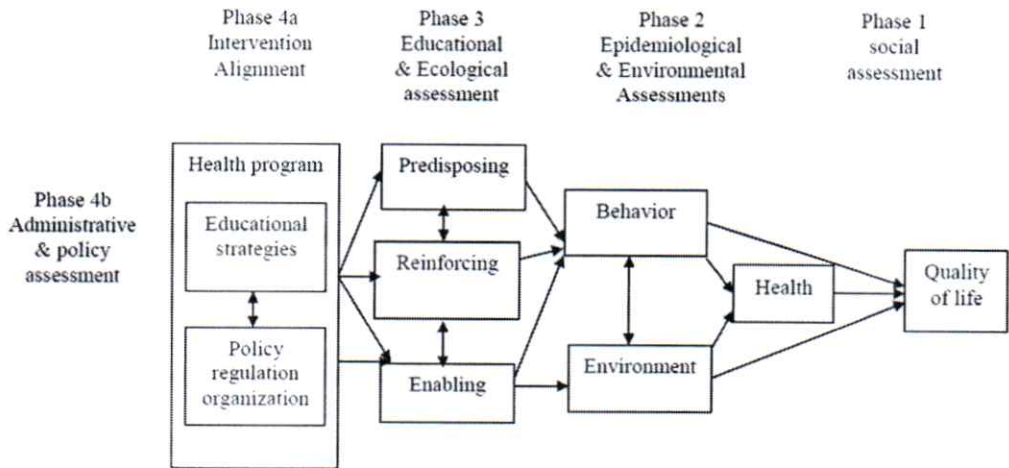 Phase 4a
Intervention
Alignment
Phase 3
Educational
& Ecological
assessment
Phase 2
Epidemiological
& Environmental
Assessments
Phase 1
social
assessment
Phase 4b
Administrative
& policy
assessment
Health program
Educational
strategies
Policy
regulation
organization
Predisposing
Reinforcing
Enabling
Behavior
Environment
Health
Quality
of life